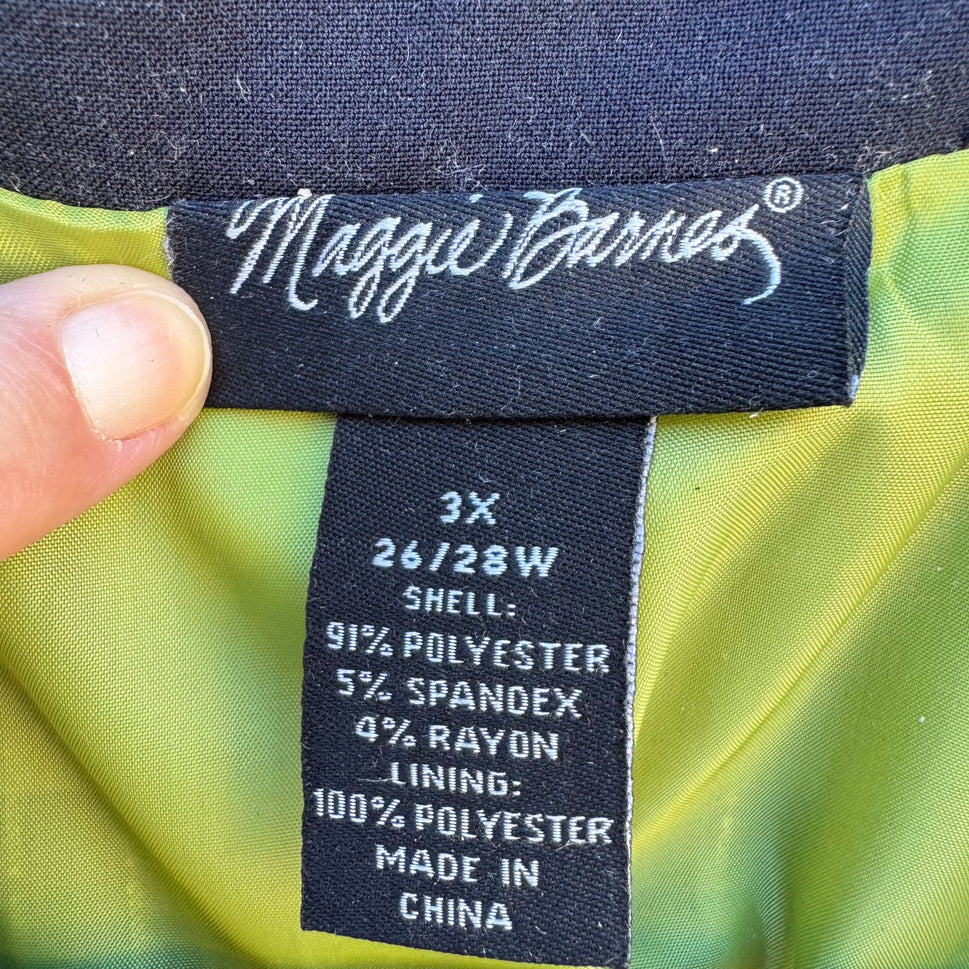 Maggie Barnes®
3X
26/28W
SHELL:
91% POLYESTER
5% SPANDEX
4% RAYON
LINING:
100% POLYESTER
MADE IN
CHINA